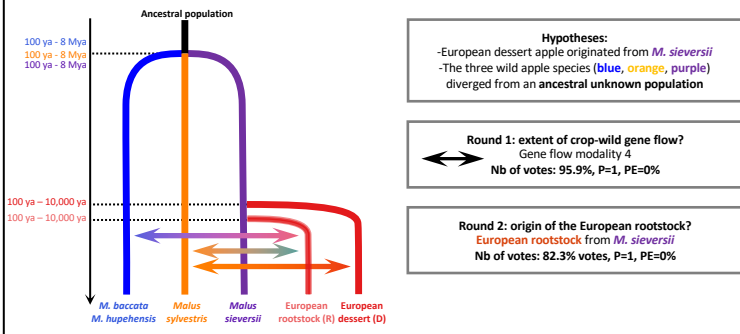 Ancestral population
100 ya - 8 Mya
100 ya - 8 Mya
100 ya - 8 Mya
100 ya – 10,000 ya
100 ya – 10,000 ya
M. baccata
M. hupehensis
Malus
sylvestris
Malus
sieversii
European
rootstock (R)
European
dessert (D)
Hypotheses:
-European dessert apple originated from M. sieversii
-The three wild apple species (blue, orange, purple)
diverged from an ancestral unknown population
Round 1: extent of crop-wild gene flow?
Gene flow modality 4
Nb of votes: 95.9%, P=1, PE=0%
Round 2: origin of the European rootstock?
European rootstock from M. sieversii
Nb of votes: 82.3% votes, P=1, PE=0%